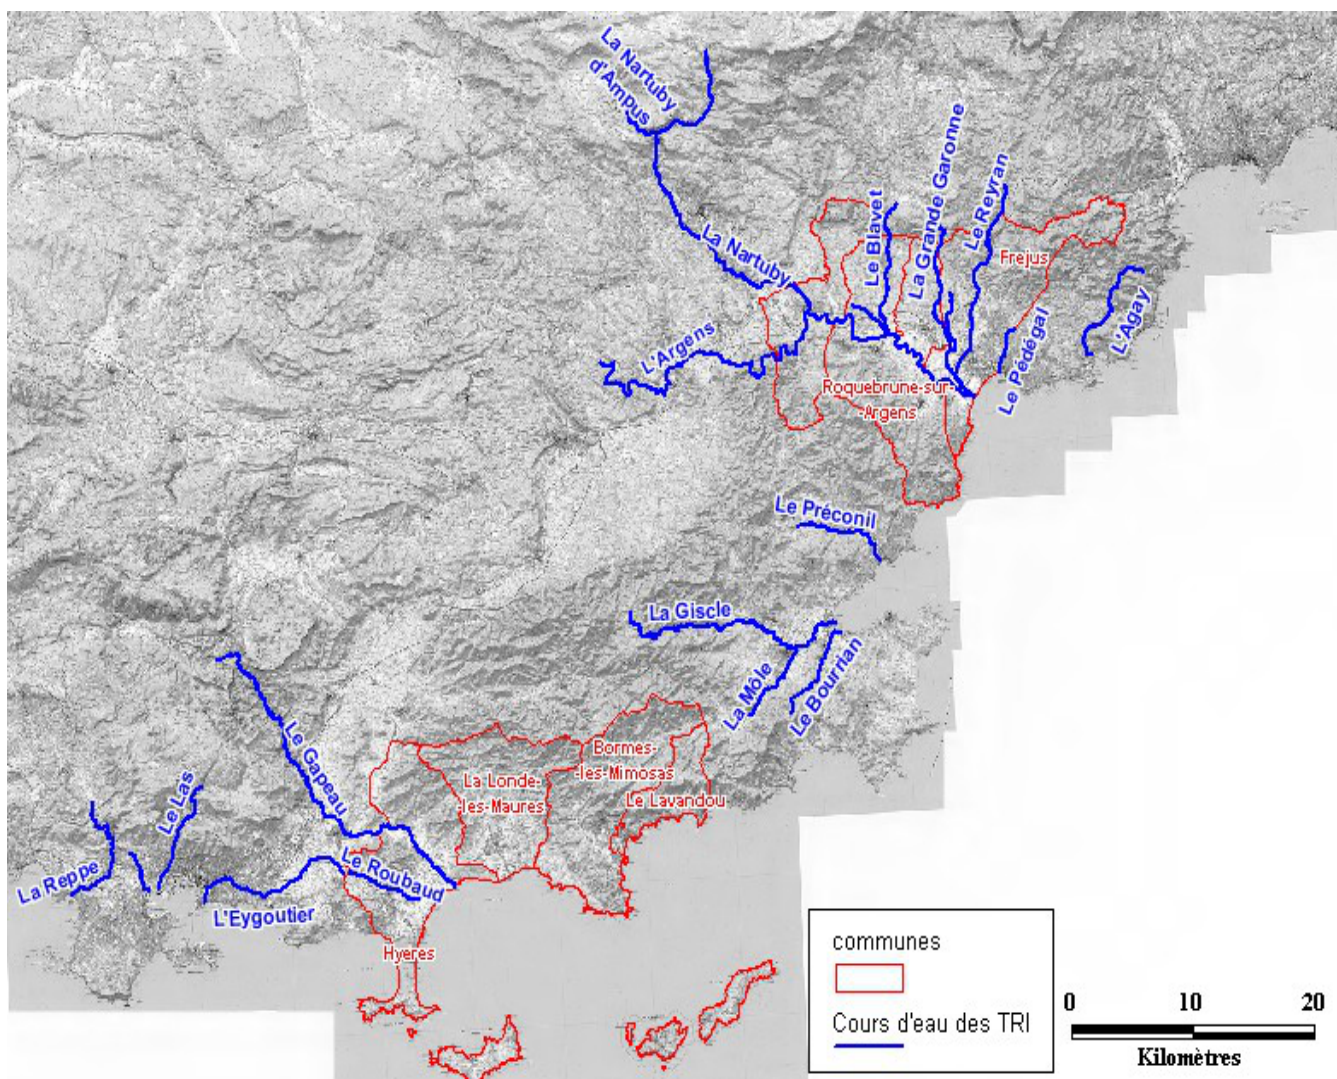 La Nartuby
d'Ampus
La Nartuby
Le Blavet
La Grande Garonne
Le Reyran
Frejus
L'Agay
Le Pédégal
L'Argens
Roquebrune-sur-
-Argens
Le Préconil
La Giscle
La Môle
Le Bourrian
Le Gapeau
Bormes-
-les-Mimosas
La Londe-
-les-Maures
Le Lavandou
Le Las
La Reppe
Le Roubaud
L'Eygoutier
Hyeres
communes
Cours d'eau des TRI
0 10 20
Kilomètres